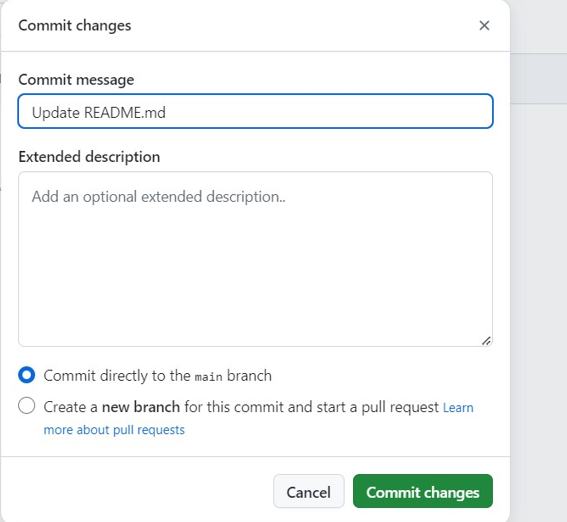 Commit changes
Commit message
Update README.md
Extended description
Add an optional extended description..
Commit directly to the main branch
Create a new branch for this commit and start a pull request Learn
more about pull requests
Cancel
Commit changes